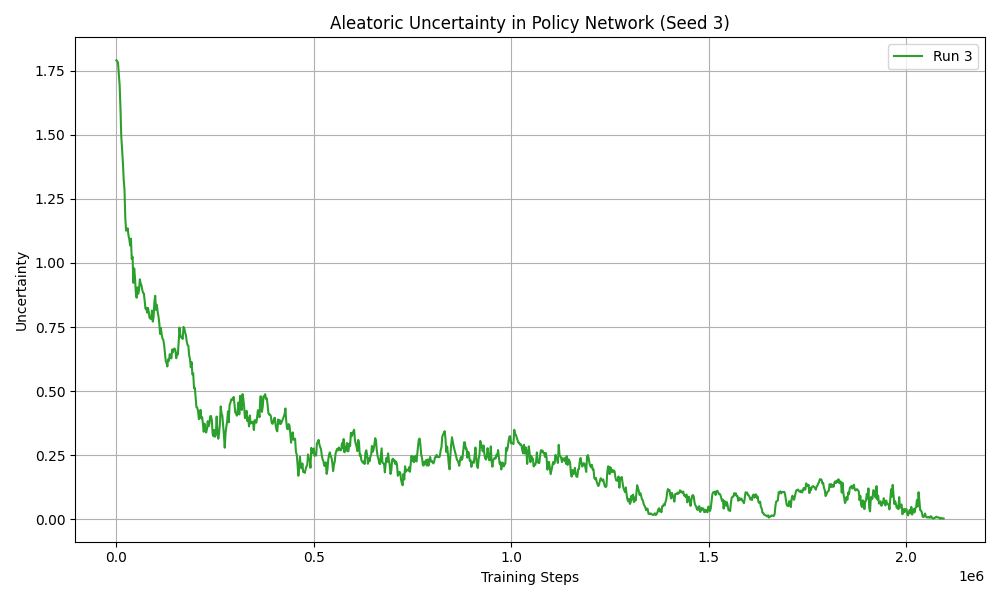 Aleatoric Uncertainty in Policy Network (Seed 3)
Run 3
Uncertainty
1.75
1.50
1.25
1.00
0.75
0.50
0.25
0.00
0.0 0.5 1.0 1.5 2.0
1e6
Training Steps